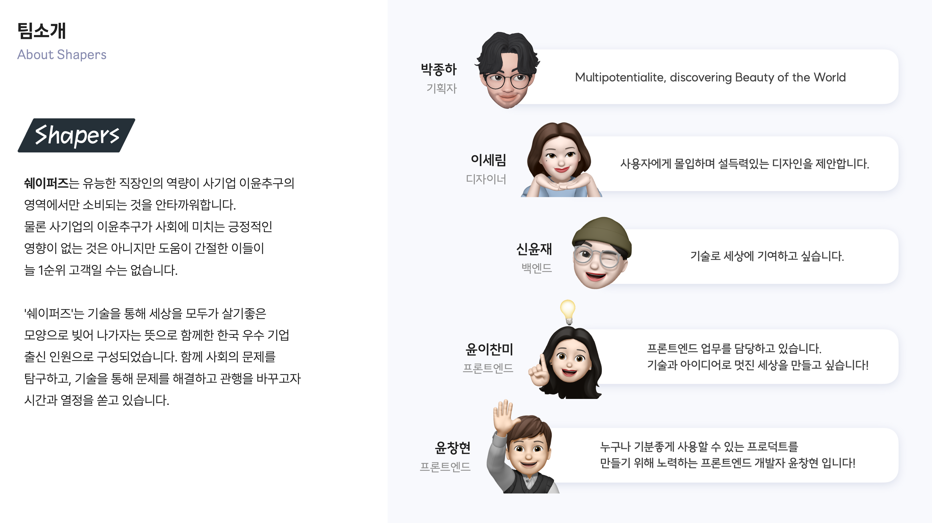 팀소개
About Shapers
Shapers
쉐이퍼즈는 유능한 직장인의 역량이 사기업 이윤추구의
영역에서만 소비되는 것을 안타까워합니다.
물론 사기업의 이윤추구가 사회에 미치는 긍정적인
영향이 없는 것은 아니지만 도움이 간절한 이들이
늘 1순위 고객일 수는 없습니다.
'쉐이퍼즈'는 기술을 통해 세상을 모두가 살기좋은
모양으로 빚어 나가자는 뜻으로 함께한 한국 우수 기업
출신 인원으로 구성되었습니다. 함께 사회의 문제를
탐구하고, 기술을 통해 문제를 해결하고 관행을 바꾸고자
시간과 열정을 쏟고 있습니다.
박종하
기획자
Multipotentialite, discovering Beauty of the World
이세림
디자이너
사용자에게 몰입하며 설득력있는 디자인을 제안합니다.
신윤재
백엔드
기술로 세상에 기여하고 싶습니다.
윤이찬미
프론트엔드
프론트엔드 업무를 담당하고 있습니다.
기술과 아이디어로 멋진 세상을 만들고 싶습니다!
윤창현
프론트엔드
누구나 기분좋게 사용할 수 있는 프로덕트를
만들기 위해 노력하는 프론트엔드 개발자 윤창현 입니다!